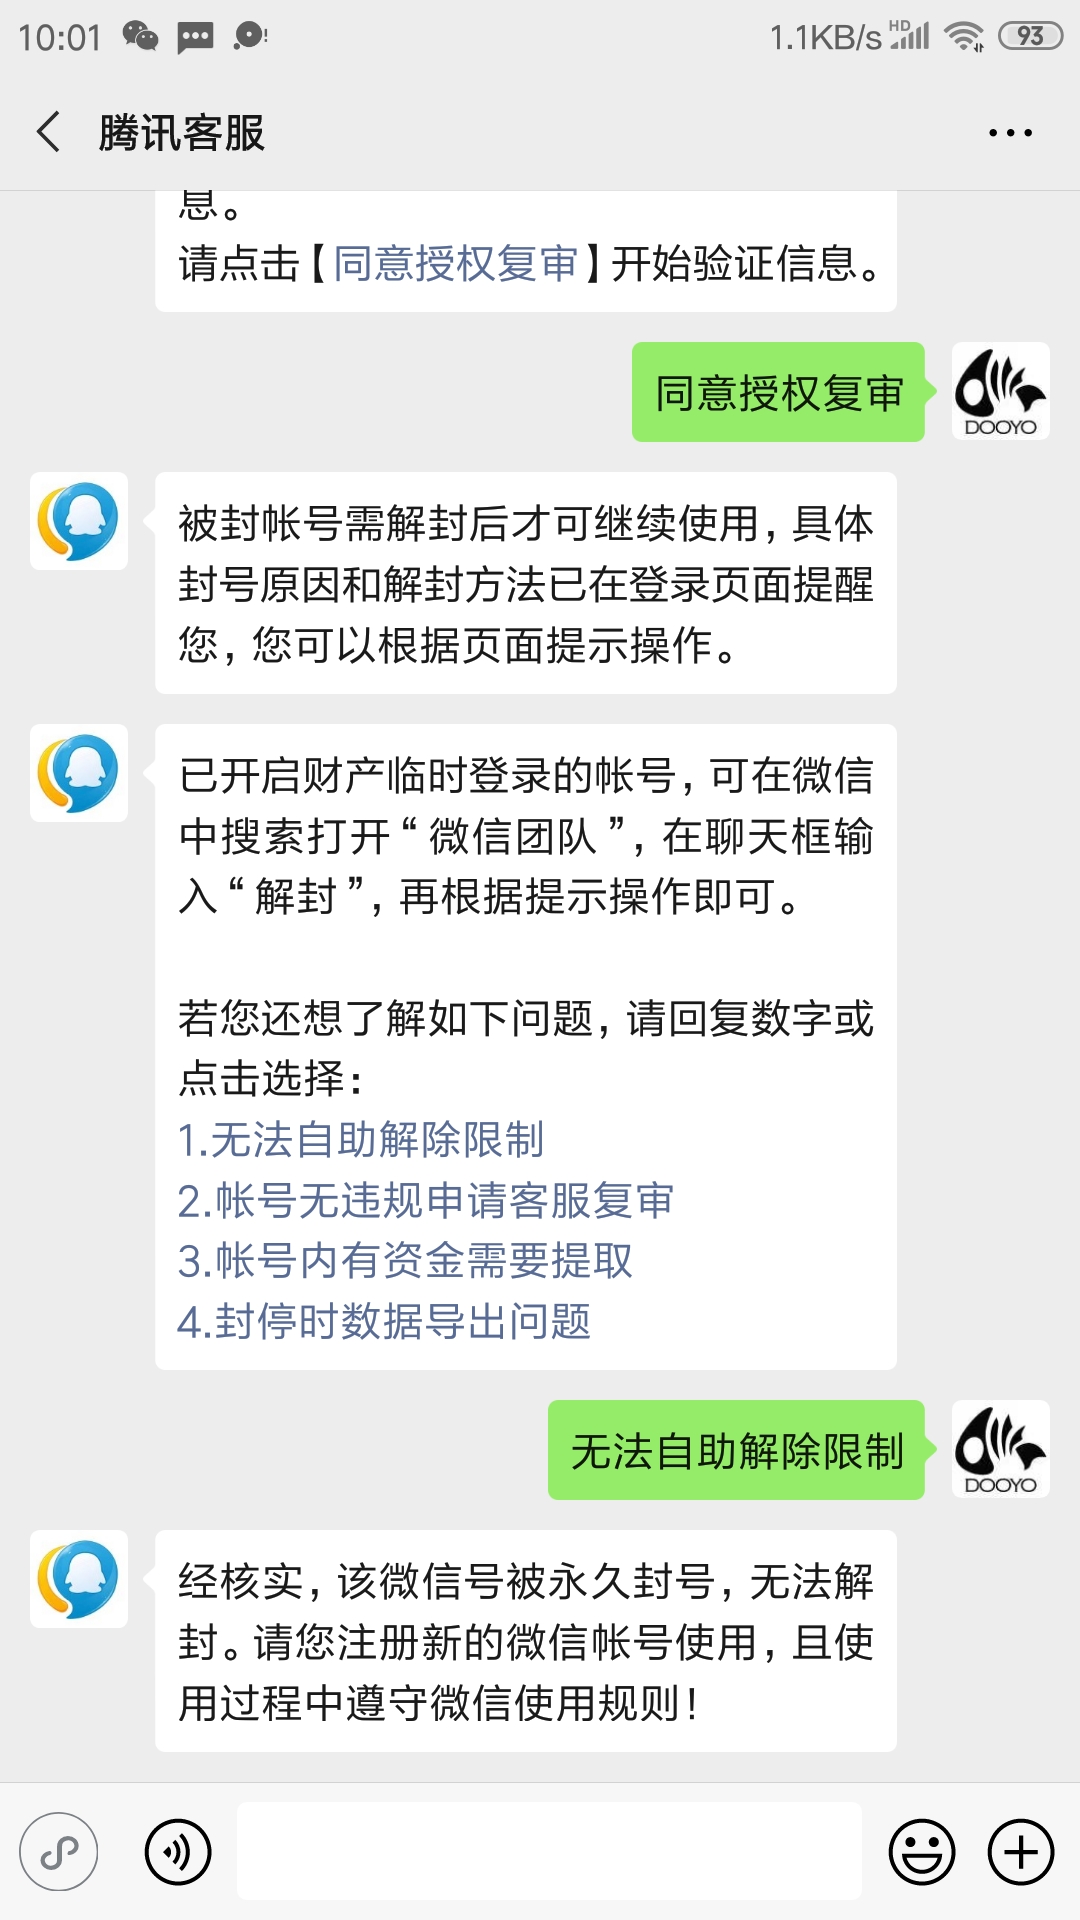 10:01
1.1KB/s HD 93
腾讯客服
息。
请点击【同意授权复审】开始验证信息。
同意授权复审
DOOYO
被封帐号需解封后才可继续使用，具体
封号原因和解封方法已在登录页面提醒
您，您可以根据页面提示操作。
已开启财产临时登录的帐号，可在微信
中搜索打开“微信团队”，在聊天框输
入“解封”，再根据提示操作即可。
若您还想了解如下问题，请回复数字或
点击选择：
1.无法自助解除限制
2.帐号无违规申请客服复审
3.帐号内有资金需要提取
4.封停时数据导出问题
无法自助解除限制
DOOYO
经核实，该微信号被永久封号，无法解
封。请您注册新的微信帐号使用，且使
用过程中遵守微信使用规则！